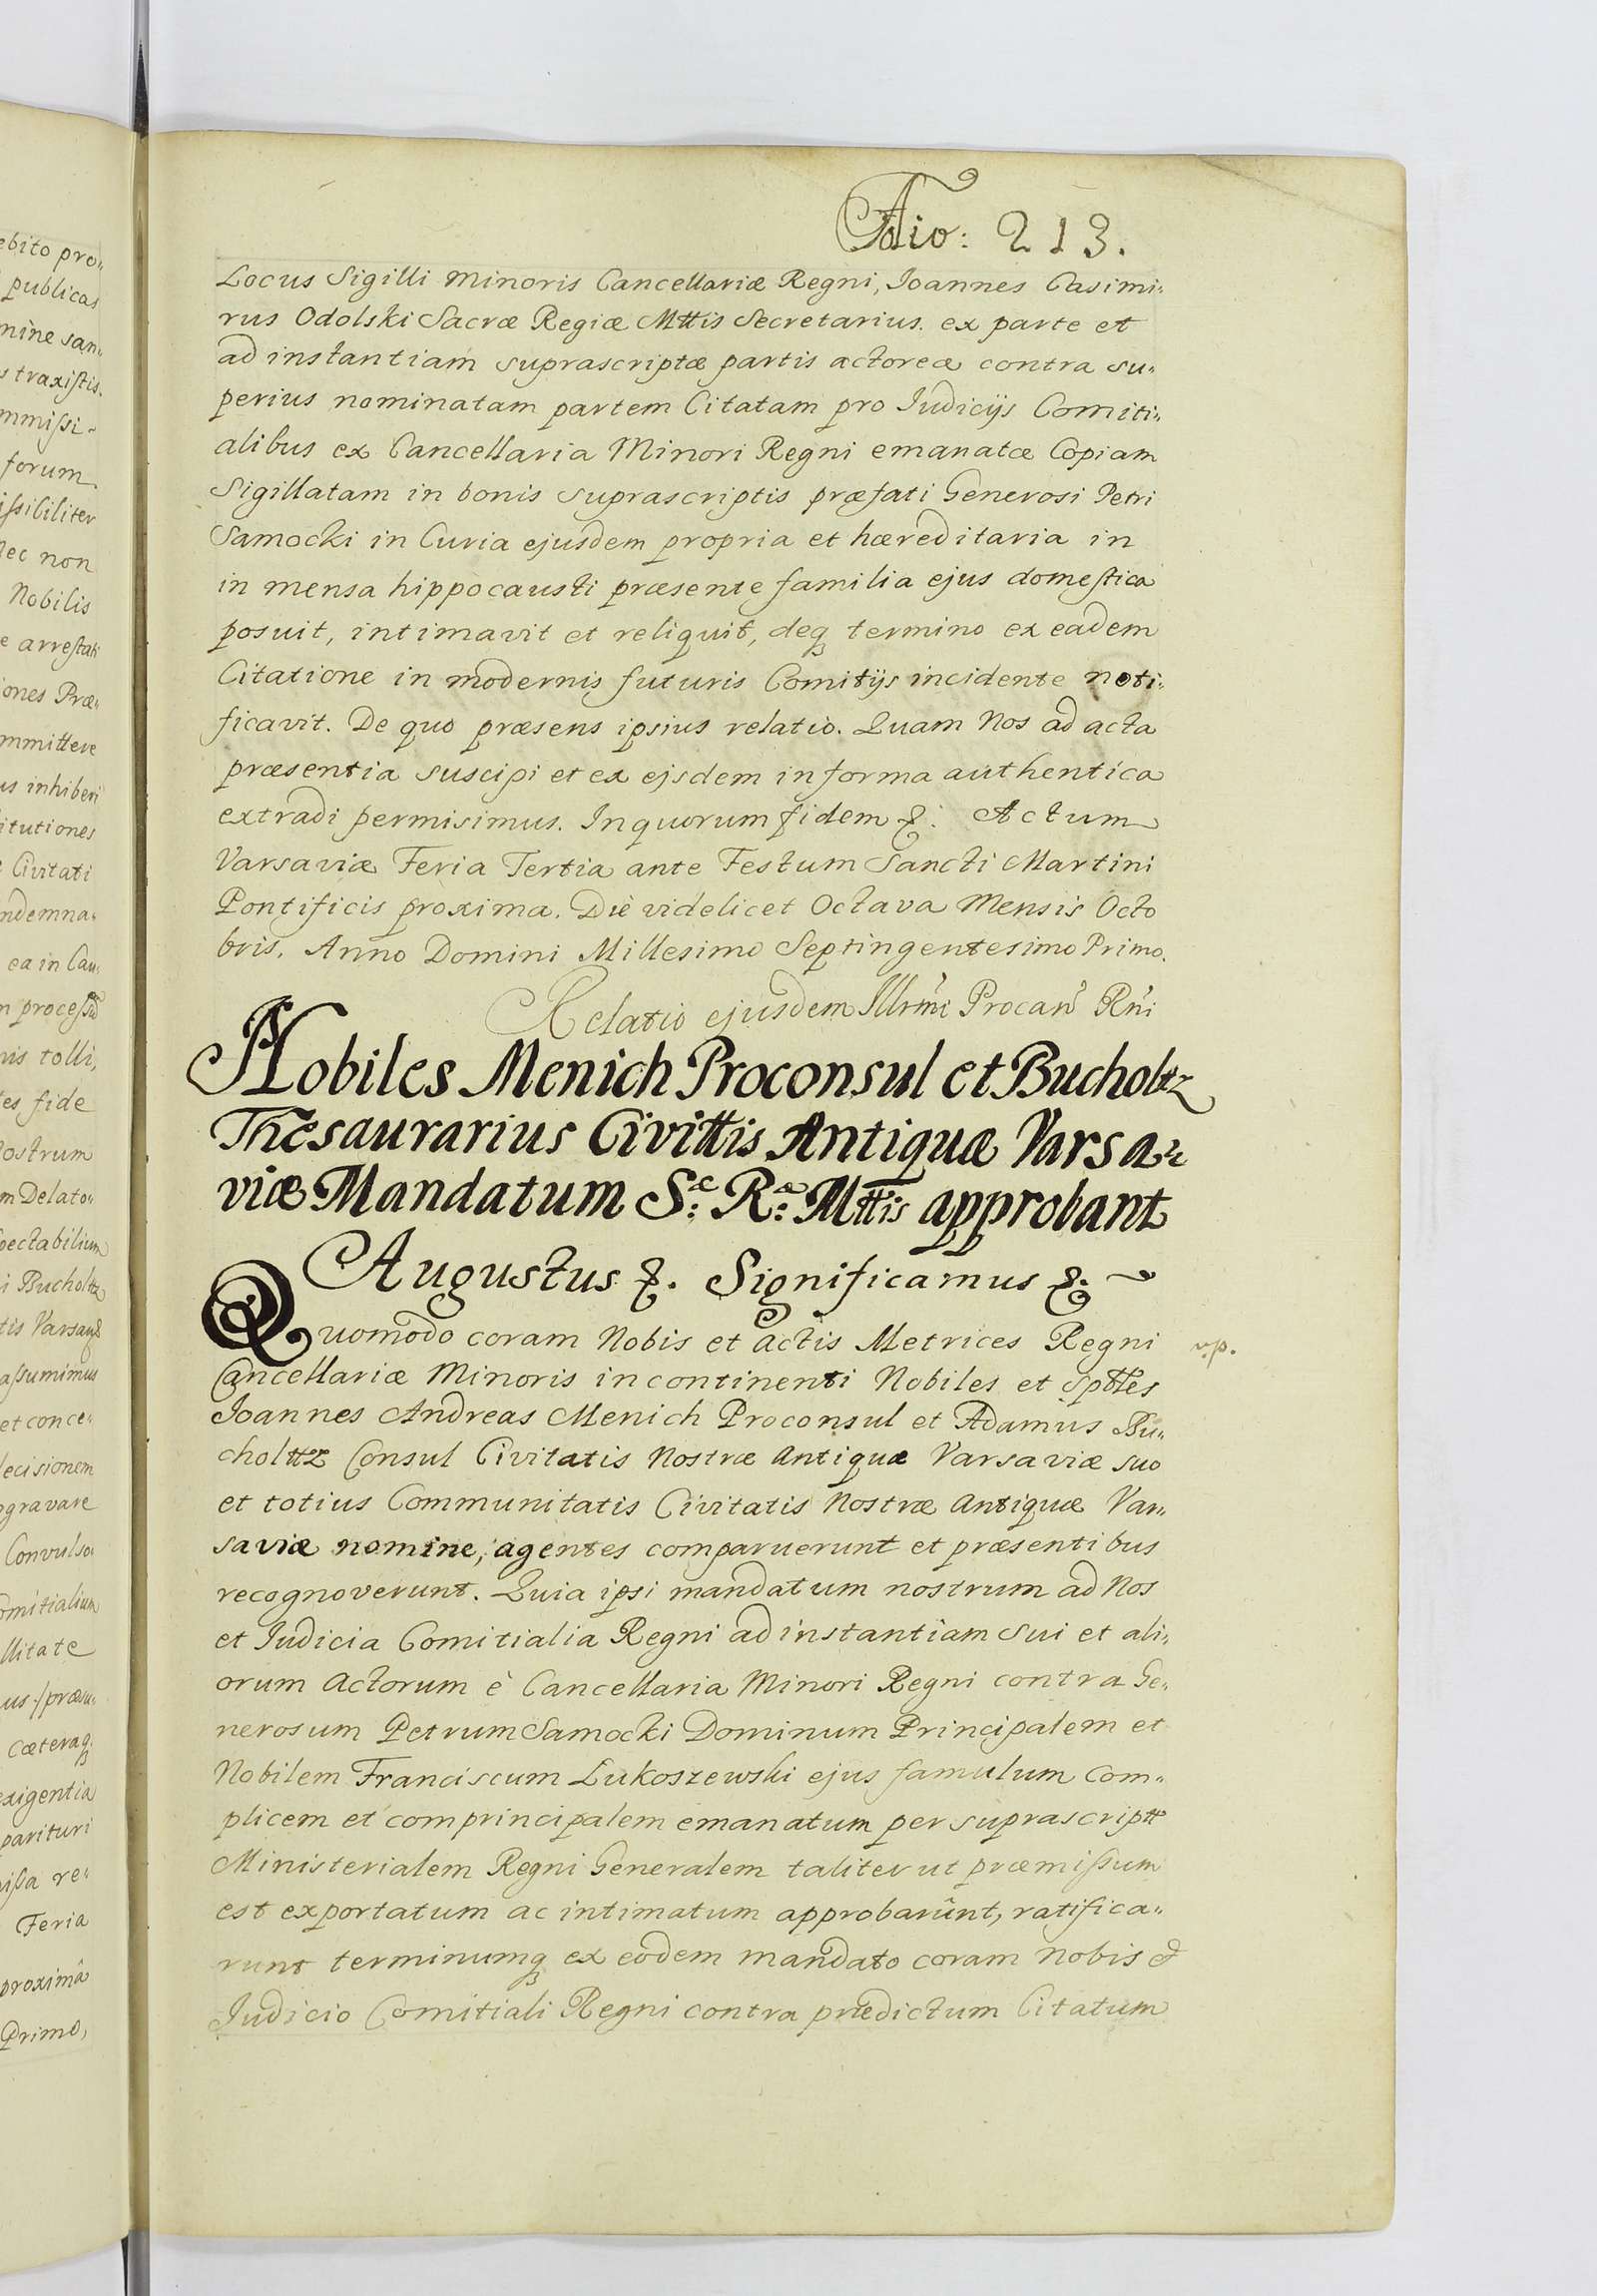 Folio: 213.
Locus Sigilli Minoris Cancellariæ Regni, Joannes Casimi„
rus Odolski Sacræ Regiæ Mttis Secretarius. ex parte et
ad instantiam suprascriptæ partis actoreæ contra su„
perius nominatam partem Citatam pro Judicijs Comiti„
alibus ex Cancellaria Minori Regni emanatæ Copiam
Sigillatam in bonis suprascriptis præfati Generosi Petri
Samocki in Curia ejusdem propria et hæreditaria in
in mensa hippocausti præsente familia ejus domestica
posuit, intimavit et reliquit, deqȝ termino ex eadem
Citatione in modernis futuris Comitijs incidente noti„
ficavit. De quo præsens ipsius relatio. Quam Nos ad acta
præsentia suscipi et ex ejsdem in forma authentica
extradi permisimus. In quorum fidem &. Actum
Varsaviæ Feria Tertia ante Festum Sancti Martini
Pontificis proxima. Die videlicet Octava Mensis Octo
bris. Anno Domini Millesimo Septingentesimo Primo.
Relatio ejusdem Illrmi Procan Rni
Nobiles Menich Proconsul et Bucholtz
Thesaurarius Civittis Antiquæ Varsa„
viæ Mandatum Sæ: Ræ: Mttis approbant
Augustus &. Significamus &.
Quomodo coram Nobis et actis Metrices Regni
v.p.
Cancellariæ Minoris incontinenti Nobiles et Spttes
Joannes Andreas Menich Proconsul et Adamus Bu„
choltz Consul Civitatis Nostræ Antiquæ Varsaviæ suo
et totius Communitatis Civitatis Nostræ Antiquæ Var„
saviæ nomine, agentes comparuerunt et præsentibus
recognoverunt. Quia ipsi mandatum nostrum ad Nos
et Judicia Comitialia Regni ad instantiam sui et ali„
orum actorum è Cancellaria Minori Regni contra Ge„
nerosum Petrum Samocki Dominum Principalem et
Nobilem Franciscum Lukoszewski ejus famulum Com„
plicem et comprincipalem emanatum per suprascriptt
Ministerialem Regni Generalem taliter ut præmissum
est exportatum ac intimatum approbarûnt, ratifica„
runt terminumqȝ ex eodem mandato coram Nobis &
Judicio Comitiali Regni contra prædictum Citatum